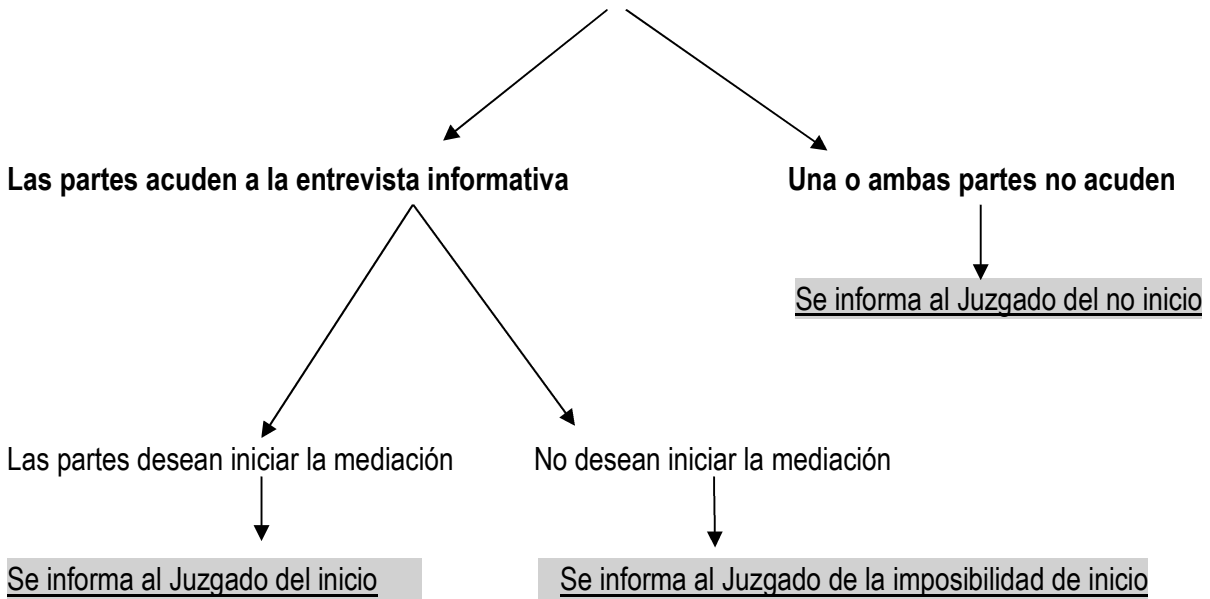 Las partes acuden a la entrevista informativa
Una o ambas partes no acuden
Se informa al Juzgado del no inicio
Las partes desean iniciar la mediación
No desean iniciar la mediación
Se informa al Juzgado del inicio
Se informa al Juzgado de la imposibilidad de inicio